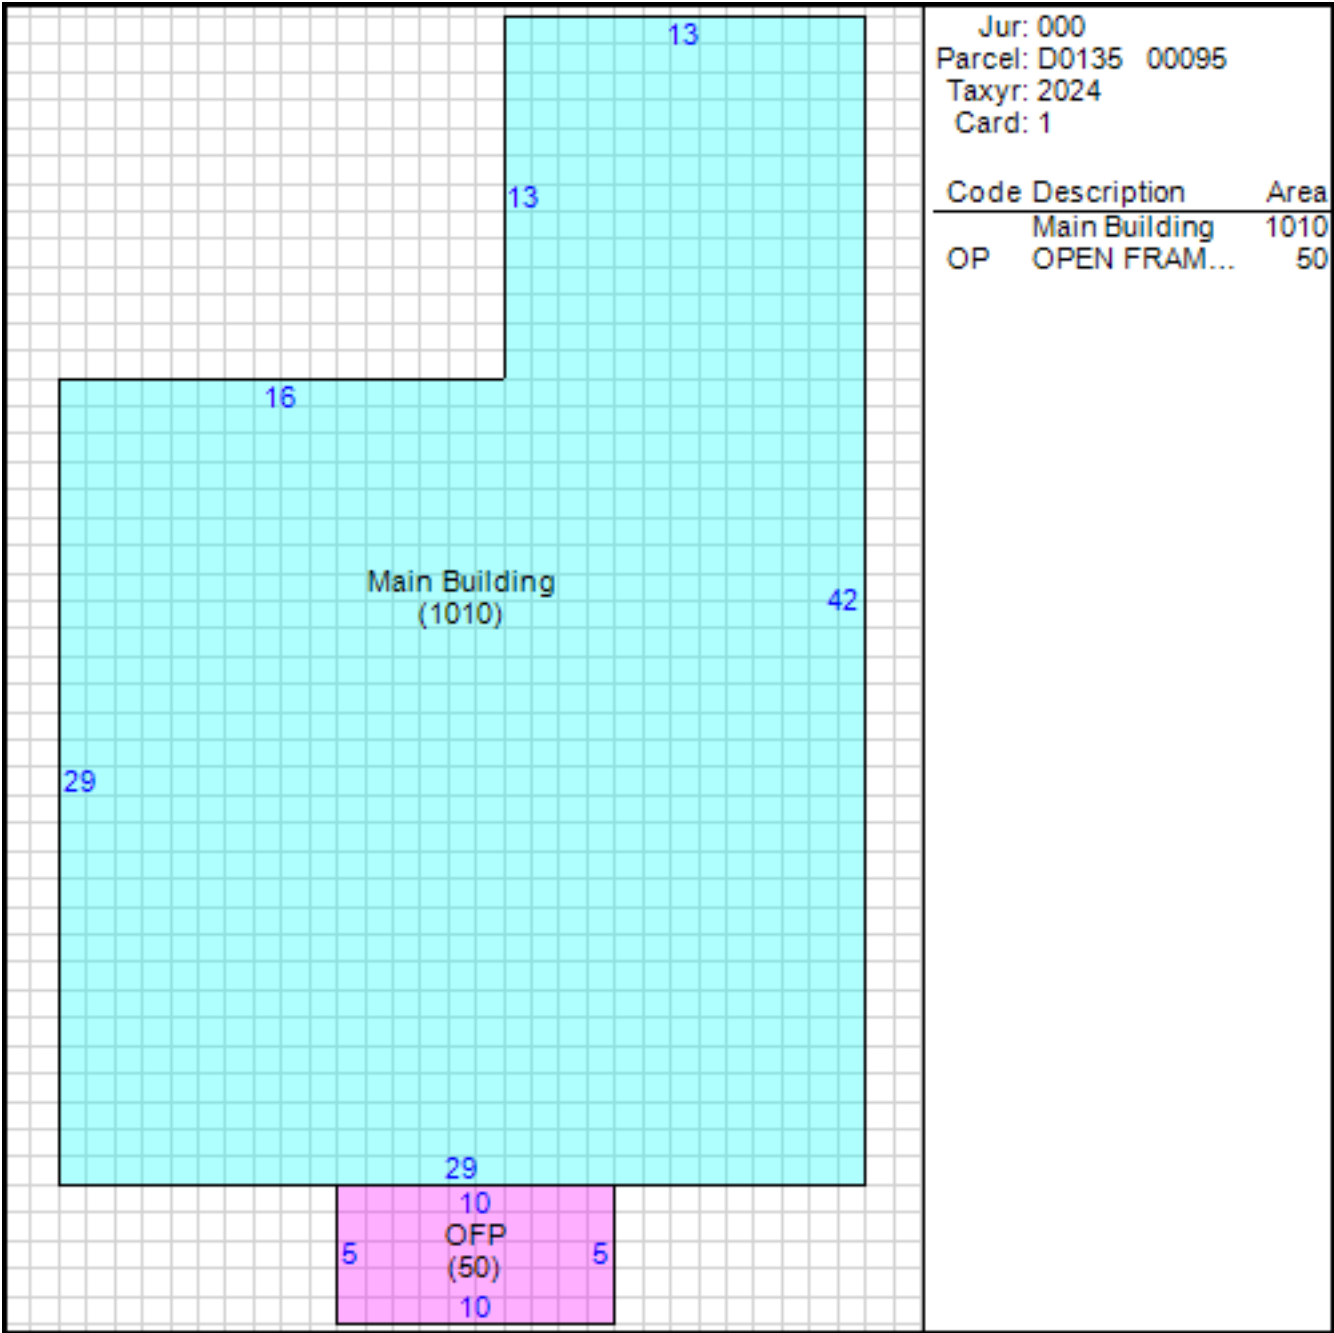 13
13
16
Main Building
(1010)
42
29
29
10
OFP
5
5
(50)
10
Jur: 000
Parcel: D0135 00095
Taxyr: 2024
Card: 1
Code Description Area
Main Building 1010
OP OPEN FRAM... 50